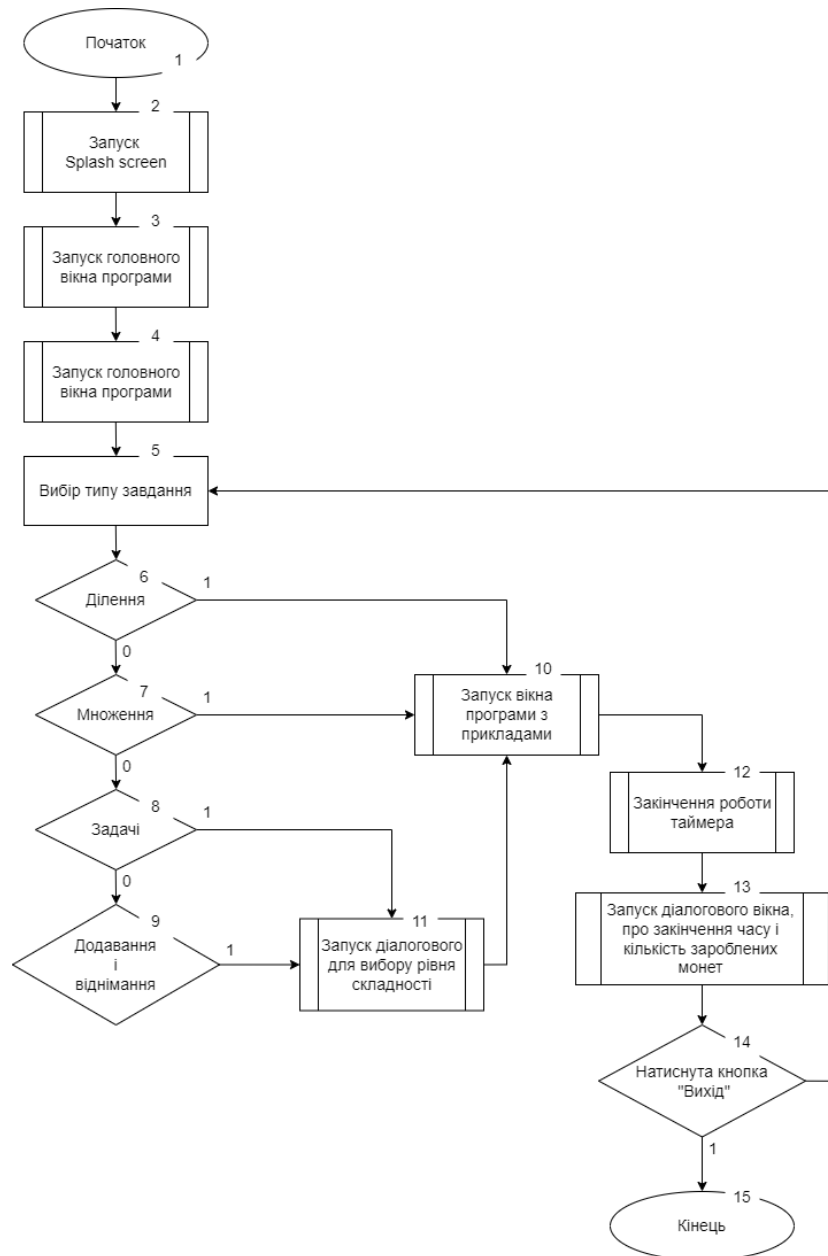 Початок
1
2
Запуск
Splash screen
3
Запуск головного
вікна програми
4
Запуск головного
вікна програми
5
Вибір типу завдання
6
Ділення
1
0
7
Множення
1
0
8
Задачі
1
0
9
Додавання
і
віднімання
1
10
Запуск вікна
програми з
прикладами
11
Запуск діалогового
для вибору рівня
складності
12
Закінчення роботи
таймера
13
Запуск діалогового вікна,
про закінчення часу і
кількість зароблених
монет
14
Натиснута кнопка
"Вихід"
1
15
Кінець